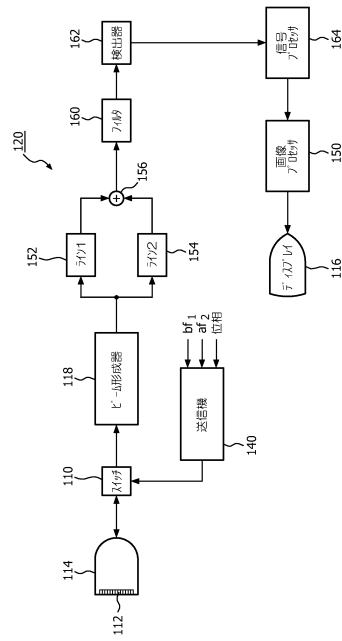 120
112
114
スイッチ
110
ビーム形成器
118
送信機
140
bf 1
af 2
位相
ライン1
152
ライン2
154
156
フィルタ
160
検出器
162
信号
プロセッサ
164
画像
プロセッサ
150
ディスプレイ
116